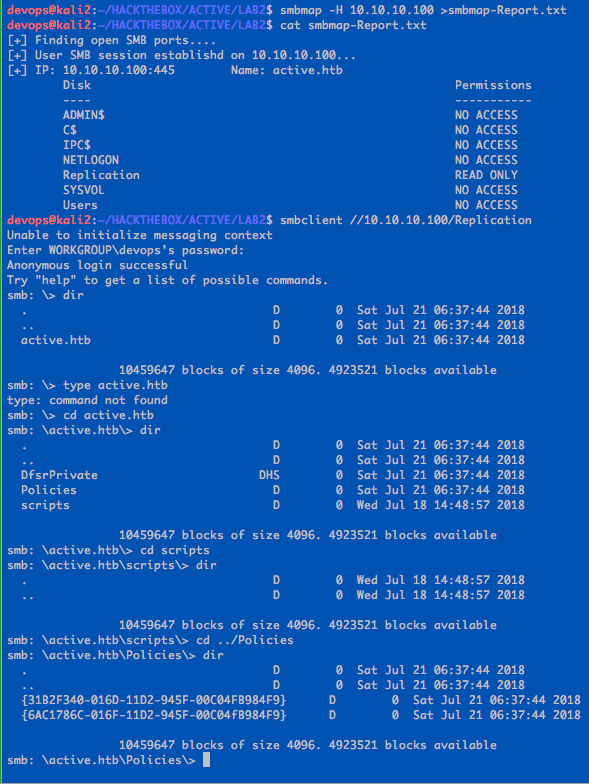 devops@kali2:~/HACKTHEBOX/ACTIVE/LAB2$ smbmap -H 10.10.10.100 >smbmap-Report.txt
devops@kali2:~/HACKTHEBOX/ACTIVE/LAB2$ cat smbmap-Report.txt
[+] Finding open SMB ports....
[+] User SMB session establishd on 10.10.10.100...
[+] IP: 10.10.10.100:445        Name: active.htb
        Disk                                                    Permissions
        ----                                                    -----------
        ADMIN$                                                  NO ACCESS
        C$                                                      NO ACCESS
        IPC$                                                    NO ACCESS
        NETLOGON                                                NO ACCESS
        Replication                                             READ ONLY
        SYSVOL                                                  NO ACCESS
        Users                                                   NO ACCESS
devops@kali2:~/HACKTHEBOX/ACTIVE/LAB2$ smbclient //10.10.10.100/Replication
Unable to initialize messaging context
Enter WORKGROUP\devops's password:
Anonymous login successful
Try "help" to get a list of possible commands.
smb: \> dir
  .                                   D        0  Sat Jul 21 06:37:44 2018
  ..                                  D        0  Sat Jul 21 06:37:44 2018
  active.htb                          D        0  Sat Jul 21 06:37:44 2018
                10459647 blocks of size 4096. 4923521 blocks available
smb: \> type active.htb
type: command not found
smb: \> cd active.htb
smb: \active.htb\> dir
  .                                   D        0  Sat Jul 21 06:37:44 2018
  ..                                  D        0  Sat Jul 21 06:37:44 2018
  DfsrPrivate                       DHS        0  Sat Jul 21 06:37:44 2018
  Policies                            D        0  Sat Jul 21 06:37:44 2018
  scripts                             D        0  Wed Jul 18 14:48:57 2018
                10459647 blocks of size 4096. 4923521 blocks available
smb: \active.htb\> cd scripts
smb: \active.htb\scripts\> dir
  .                                   D        0  Wed Jul 18 14:48:57 2018
  ..                                  D        0  Wed Jul 18 14:48:57 2018
                10459647 blocks of size 4096. 4923521 blocks available
smb: \active.htb\scripts\> cd ../Policies
smb: \active.htb\Policies\> dir
  .                                   D        0  Sat Jul 21 06:37:44 2018
  ..                                  D        0  Sat Jul 21 06:37:44 2018
  {31B2F340-016D-11D2-945F-00C04FB984F9}      D        0  Sat Jul 21 06:37:44 2018
  {6AC1786C-016F-11D2-945F-00C04fB984F9}      D        0  Sat Jul 21 06:37:44 2018
                10459647 blocks of size 4096. 4923521 blocks available
smb: \active.htb\Policies\>